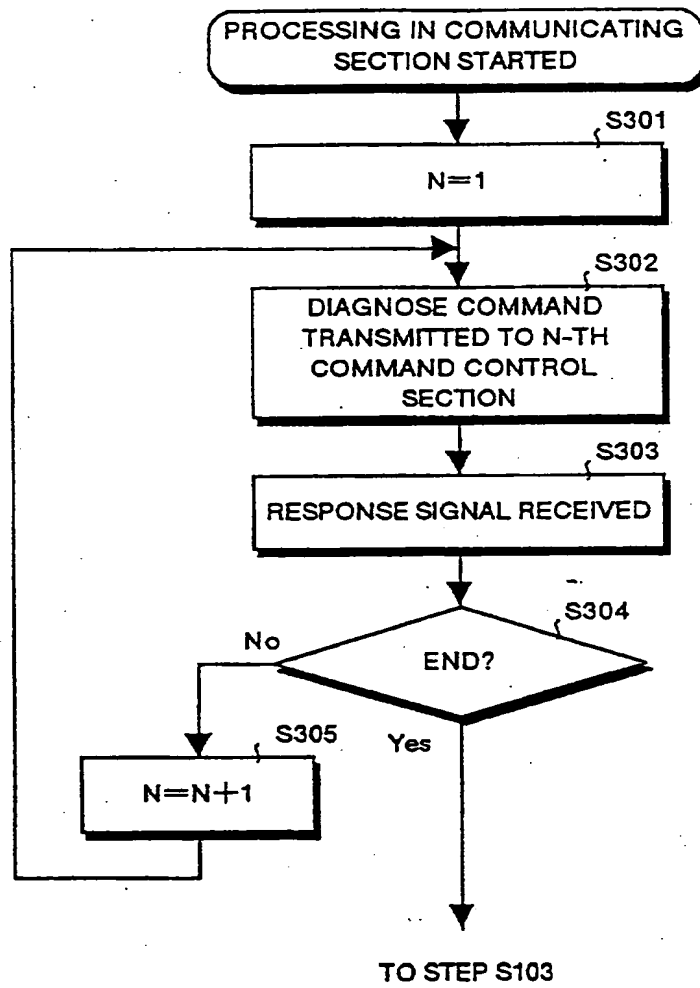 PROCESSING IN COMMUNICATING
SECTION STARTED
S301
N=1
S302
DIAGNOSE COMMAND
TRANSMITTED TO N-TH
COMMAND CONTROL
SECTION
S303
RESPONSE SIGNAL RECEIVED
S304
No
END?
S305
Yes
N=N+1
TO STEP S103